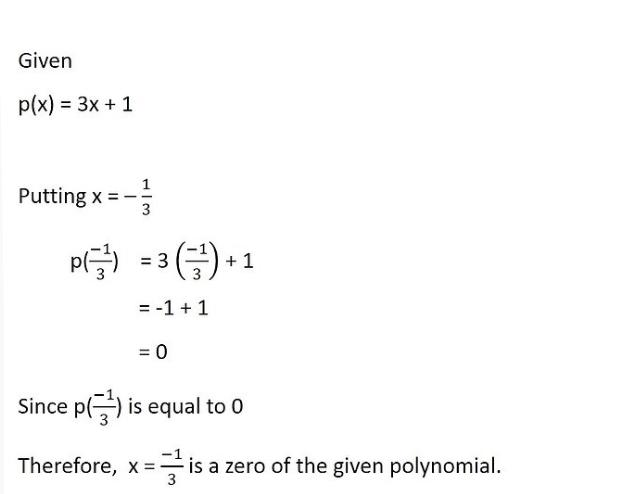 Given
p(x) = 3x + 1
Putting x = −1/3
p(−1/3) = 3 (−1/3) + 1
= -1 + 1
= 0
Since p(−1/3) is equal to 0
Therefore, x = −1/3 is a zero of the given polynomial.